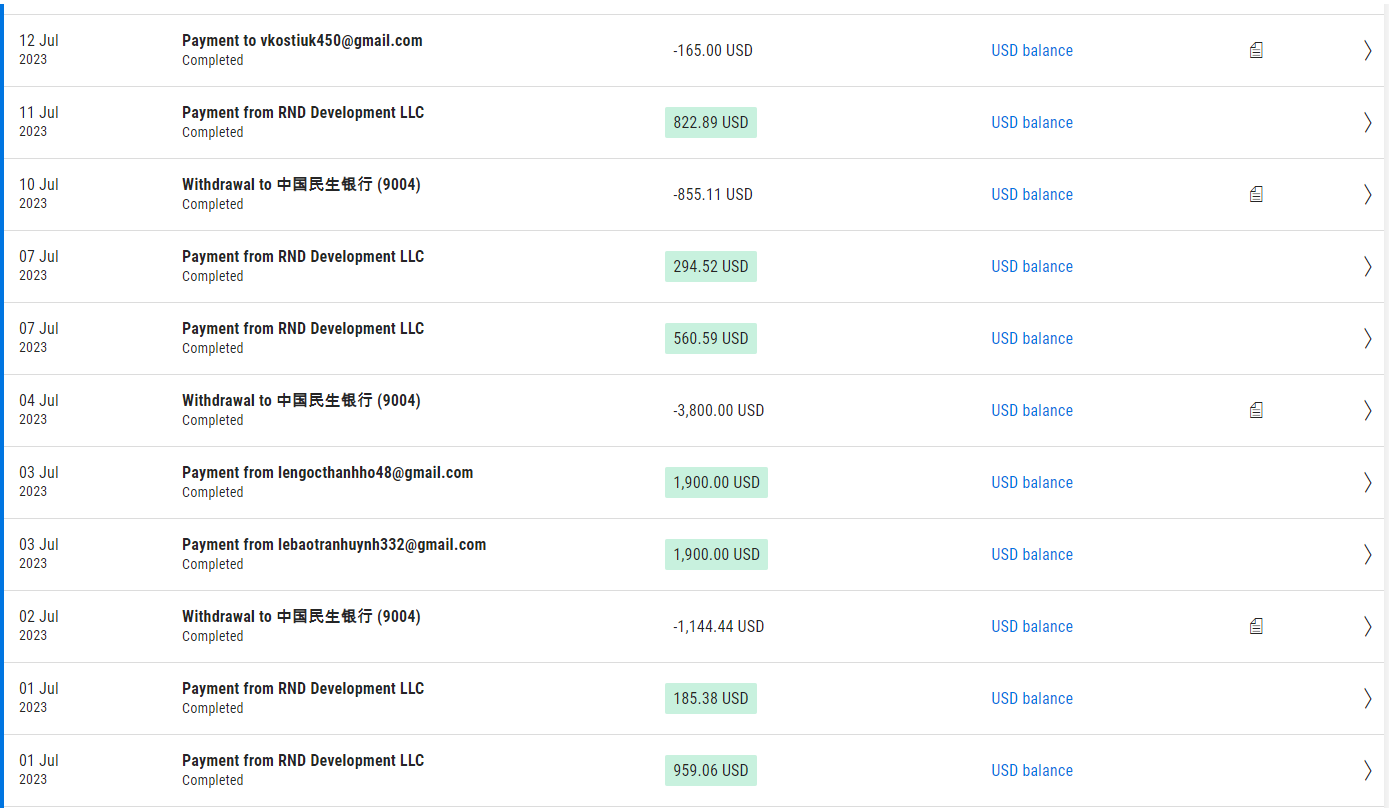 12 Jul
2023
Payment to vkostiuk450@gmail.com
Completed
-165.00 USD
USD balance
11 Jul
2023
Payment from RND Development LLC
Completed
822.89 USD
USD balance
10 Jul
2023
Withdrawal to 中国民生银行 (9004)
Completed
-855.11 USD
USD balance
07 Jul
2023
Payment from RND Development LLC
Completed
294.52 USD
USD balance
07 Jul
2023
Payment from RND Development LLC
Completed
560.59 USD
USD balance
04 Jul
2023
Withdrawal to 中国民生银行 (9004)
Completed
-3,800.00 USD
USD balance
03 Jul
2023
Payment from lengocthanhho48@gmail.com
Completed
1,900.00 USD
USD balance
03 Jul
2023
Payment from lebaotranhuynh332@gmail.com
Completed
1,900.00 USD
USD balance
02 Jul
2023
Withdrawal to 中国民生银行 (9004)
Completed
-1,144.44 USD
USD balance
01 Jul
2023
Payment from RND Development LLC
Completed
185.38 USD
USD balance
01 Jul
2023
Payment from RND Development LLC
Completed
959.06 USD
USD balance